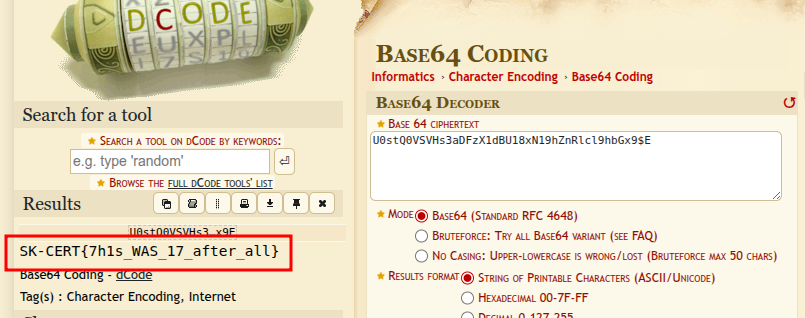 DCODE
EUXPL
Search for a tool
★ Search a tool on dCode by keywords:
e.g. type 'random'
★ Browse the full dCode tools' list
Results
SK-CERT{7h1s_WAS_17_after_all}
Base64 Coding - dCode
Tag(s) : Character Encoding, Internet
Base64 Coding
Informatics › Character Encoding › Base64 Coding
Base64 Decoder
★ Base 64 ciphertext
U0stQ0VSVHs3aDFzX1dBU18xN19hZnRlcl9hbGx9$E
★ Mode Base64 (Standard RFC 4648)
Bruteforce: Try all Base64 variant (see FAQ)
No Casing: Upper-lowercase is wrong/lost (Bruteforce max 50 chars)
★ Results format String of Printable Characters (ASCII/Unicode)
Hexadecimal 00-7F-FF
Decimal 0-127-255